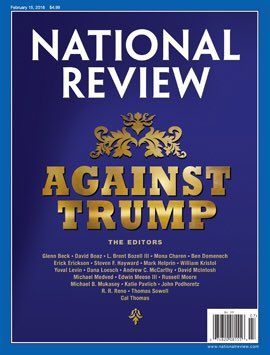 February 15, 2016 $4.99
NATIONAL
REVIEW
AGAINST
TRUMP
THE EDITORS
Glenn Beck • David Boaz • L. Brent Bozell III • Mona Charen • Ben Domenech
Erick Erickson • Steven F. Hayward • Mark Helprin • William Kristol
Yuval Levin • Dana Loesch • Andrew C. McCarthy • David McIntosh
Michael Medved • Edwin Meese III • Russell Moore
Michael B. Mukasey • Katie Pavlich • John Podhoretz
R. R. Reno • Thomas Sowell
Cal Thomas
www.nationalreview.com